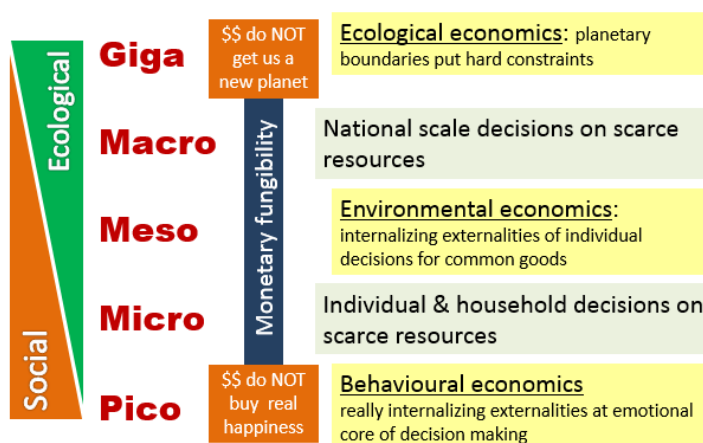 Ecological
Social
Giga
Macro
Meso
Micro
Pico
$$ do NOT
get us a
new planet
Monetary fungibility
$$ do NOT
buy real
happiness
Ecological economics: planetary
boundaries put hard constraints
National scale decisions on scarce
resources
Environmental economics:
internalizing externalities of individual
decisions for common goods
Individual & household decisions on
scarce resources
Behavioural economics
really internalizing externalities at emotional
core of decision making